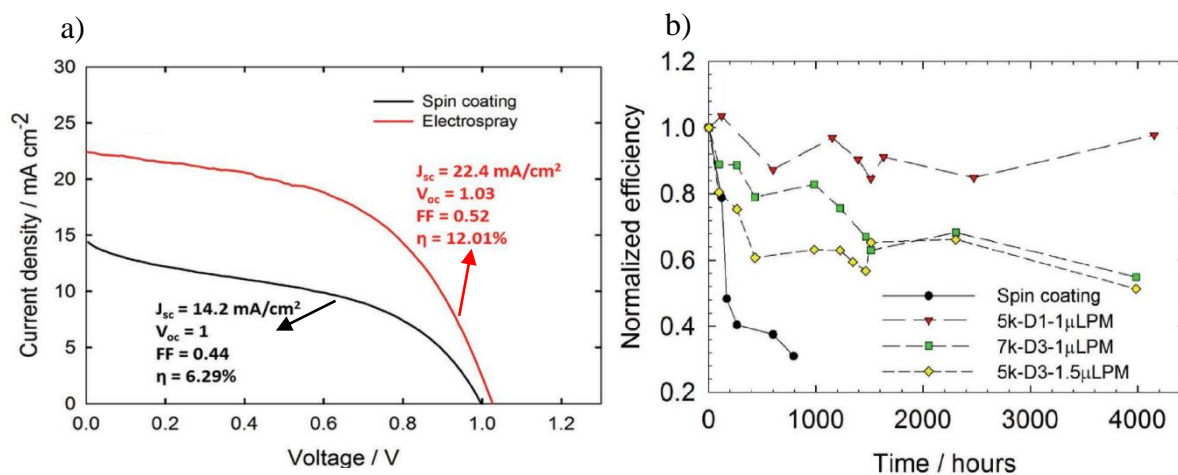 a)
30
25
20
15
10
5
0
0.0 0.2 0.4 0.6 0.8 1.0 1.2
Current density / mA cm-2
Voltage / V
Spin coating
Electrospray
Jsc = 22.4 mA/cm2
Voc = 1.03
FF = 0.52
η = 12.01%
Jsc = 14.2 mA/cm2
Voc = 1
FF = 0.44
η = 6.29%
b)
1.2
1.0
0.8
0.6
0.4
0.2
0 1000 2000 3000 4000
Normalized efficiency
Time / hours
Spin coating
5k-D1-1μLPM
7k-D3-1μLPM
5k-D3-1.5μLPM